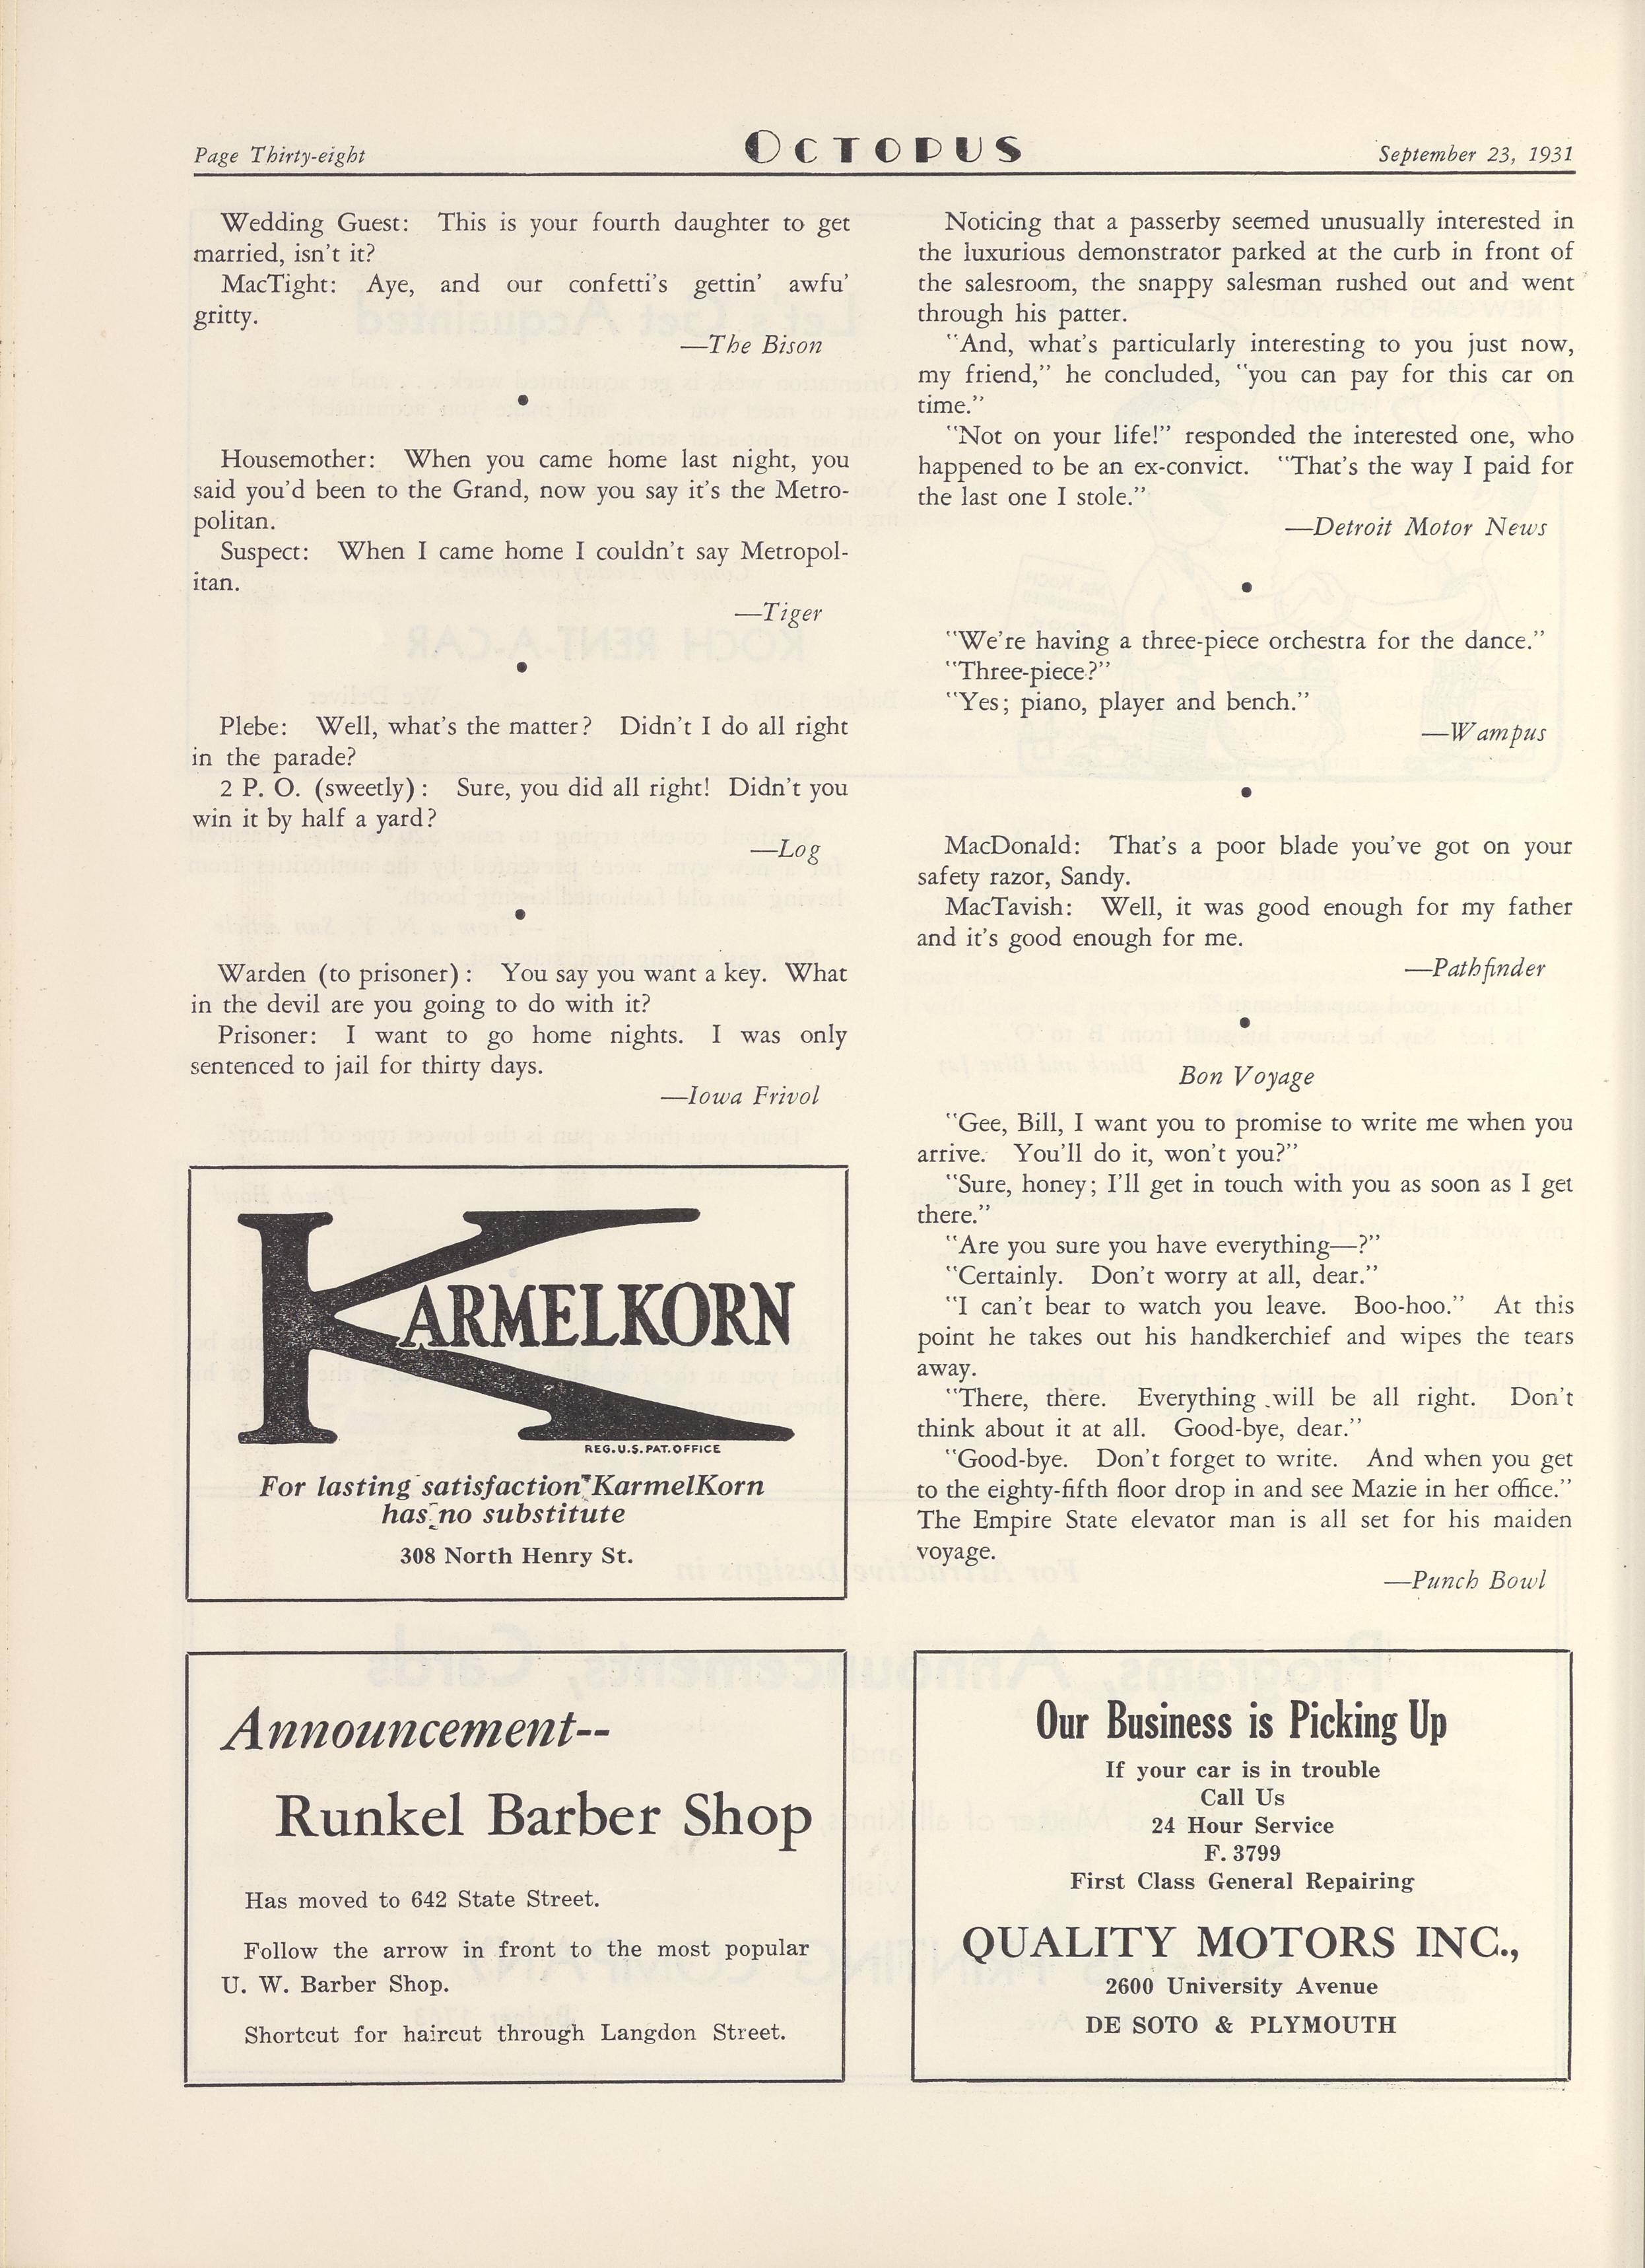 Page Thirty-eight
OCTOPUS
September 23, 1931
Wedding Guest: This is your fourth daughter to get
married, isn't it?
MacTight: Aye, and our confetti's gettin' awfu'
gritty.
—The Bison
•
Housemother: When you came home last night, you
said you'd been to the Grand, now you say it's the Metro-
politan.
Suspect: When I came home I couldn't say Metropol-
itan.
—Tiger
•
Plebe: Well, what's the matter? Didn't I do all right
in the parade?
2 P. O. (sweetly): Sure, you did all right! Didn't you
win it by half a yard?
—Log
•
Warden (to prisoner): You say you want a key. What
in the devil are you going to do with it?
Prisoner: I want to go home nights. I was only
sentenced to jail for thirty days.
—Iowa Frivol
KARMELKORN
REG.U.S.PAT.OFFICE
For lasting satisfaction KarmelKorn
has no substitute
308 North Henry St.
Announcement--
Runkel Barber Shop
Has moved to 642 State Street.
Follow the arrow in front to the most popular
U. W. Barber Shop.
Shortcut for haircut through Langdon Street.
Noticing that a passerby seemed unusually interested in
the luxurious demonstrator parked at the curb in front of
the salesroom, the snappy salesman rushed out and went
through his patter.
"And, what's particularly interesting to you just now,
my friend," he concluded, "you can pay for this car on
time."
"Not on your life!" responded the interested one, who
happened to be an ex-convict. "That's the way I paid for
the last one I stole."
—Detroit Motor News
•
"We're having a three-piece orchestra for the dance."
"Three-piece?"
"Yes; piano, player and bench."
—Wampus
•
MacDonald: That's a poor blade you've got on your
safety razor, Sandy.
MacTavish: Well, it was good enough for my father
and it's good enough for me.
—Pathfinder
•
Bon Voyage
"Gee, Bill, I want you to promise to write me when you
arrive. You'll do it, won't you?"
"Sure, honey; I'll get in touch with you as soon as I get
there."
"Are you sure you have everything—?"
"Certainly. Don't worry at all, dear."
"I can't bear to watch you leave. Boo-hoo." At this
point he takes out his handkerchief and wipes the tears
away.
"There, there. Everything will be all right. Don't
think about it at all. Good-bye, dear."
"Good-bye. Don't forget to write. And when you get
to the eighty-fifth floor drop in and see Mazie in her office."
The Empire State elevator man is all set for his maiden
voyage.
—Punch Bowl
Our Business is Picking Up
If your car is in trouble
Call Us
24 Hour Service
F. 3799
First Class General Repairing
QUALITY MOTORS INC.,
2600 University Avenue
DE SOTO & PLYMOUTH